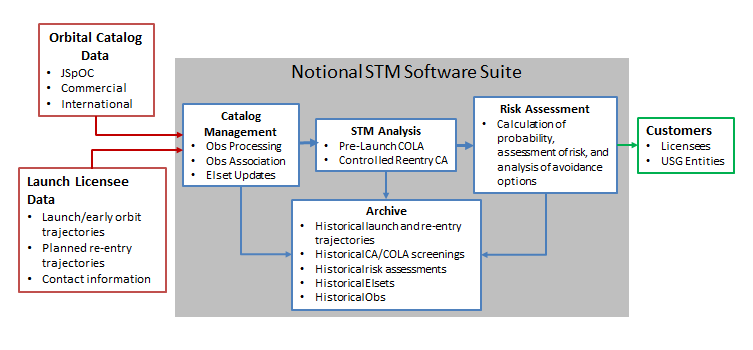 Orbital Catalog
Data
• JSpOC
• Commercial
• International
Launch Licensee
Data
• Launch/early orbit
trajectories
• Planned re-entry
trajectories
• Contact information
Notional STM Software Suite
Catalog
Management
• Obs Processing
• Obs Association
• Elset Updates
STM Analysis
• Pre-Launch COLA
• Controlled Reentry CA
Risk Assessment
• Calculation of
probability,
assessment of risk, and
analysis of avoidance
options
Customers
• Licensees
• USG Entities
Archive
• Historical launch and re-entry
trajectories
• Historical CA/COLA screenings
• Historical risk assessments
• Historical Elsets
• Historical Obs